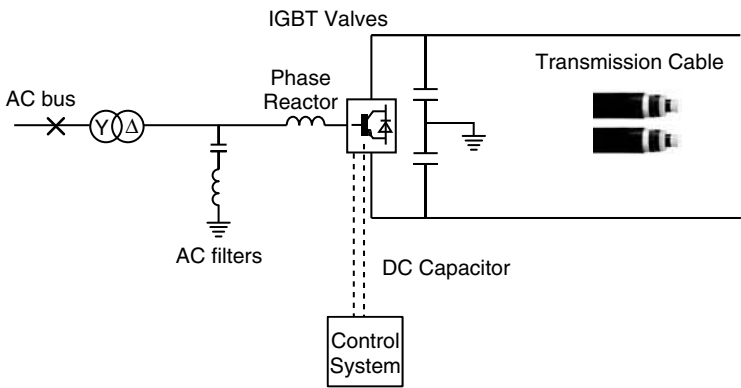 IGBT Valves
Transmission Cable
Phase
Reactor
AC bus
Y Δ
AC filters
DC Capacitor
Control
System